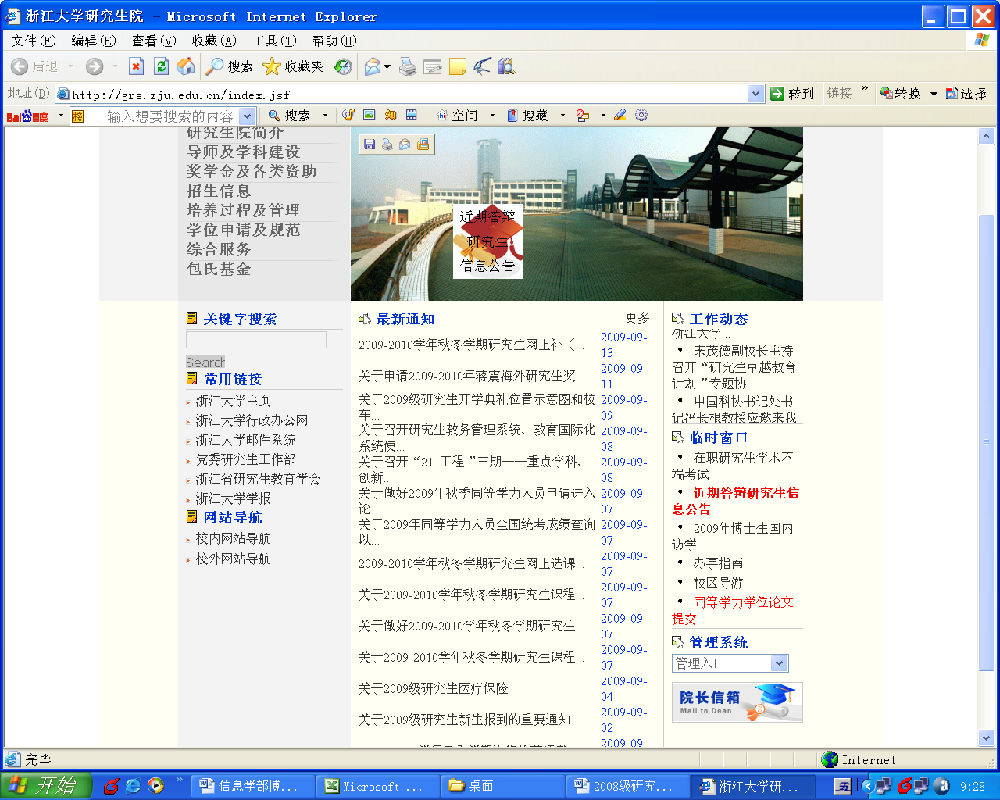 浙江大学研究生院 - Microsoft Internet Explorer
文件(F) 编辑(E) 查看(V) 收藏(A) 工具(T) 帮助(H)
后退 搜索 收藏夹
地址(D) http://grs.zju.edu.cn/index.jsf 转到 链接 » 转换 选择
Bai百度 输入想要搜索的内容 搜索 空间 搜藏
研究生院简介
导师及学科建设
奖学金及各类资助
招生信息
培养过程及管理
学位申请及规范
综合服务
包氏基金
近期答辩
研究生
信息公告
关键字搜索
Search
常用链接
浙江大学主页
浙江大学行政办公网
浙江大学邮件系统
党委研究生工作部
浙江省研究生教育学会
浙江大学学报
网站导航
校内网站导航
校外网站导航
最新通知 更多
2009-2010学年秋冬学期研究生网上补（... 2009-09-
13
关于申请2009-2010年蒋震海外研究生奖... 2009-09-
11
关于2009级研究生开学典礼位置示意图和校 2009-09-
车... 09
关于召开研究生教务管理系统、教育国际化 2009-09-
系统使... 08
关于召开“211工程 ”三期——重点学科、 2009-09-
创新... 08
关于做好2009年秋季同等学力人员申请进入 2009-09-
论... 07
关于2009年同等学力人员全国统考成绩查询 2009-09-
以... 07
2009-2010学年秋冬学期研究生网上选课... 2009-09-
07
关于2009-2010学年秋冬学期研究生课程... 2009-09-
07
关于做好2009-2010学年秋冬学期研究生... 2009-09-
07
关于2009-2010学年秋冬学期研究生课程... 2009-09-
07
关于2009级研究生医疗保险 2009-09-
04
关于2009级研究生新生报到的重要通知 2009-09-
02
2009-09-
工作动态
浙江大学...
• 来茂德副校长主持
召开“研究生卓越教育
计划 ”专题协...
• 中国科协书记处书
记冯长根教授应邀来我
临时窗口
• 在职研究生学术不
端考试
• 近期答辩研究生信
息公告
• 2009年博士生国内
访学
• 办事指南
• 校区导游
• 同等学力学位论文
提交
管理系统
管理入口
院长信箱
Mail to Dean
完毕 Internet
开始 » 信息学部博... Microsoft ... 桌面 2008级研究... 浙江大学研... 五 9:28